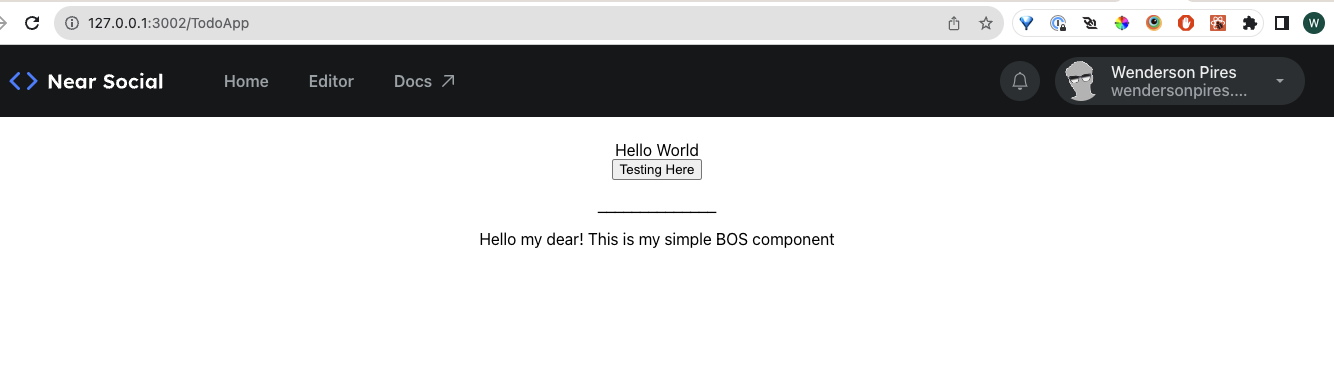 127.0.0.1:3002/TodoApp
W
Near Social Home Editor Docs
Wenderson Pires
wendersonpires....
Hello World
Testing Here
Hello my dear! This is my simple BOS component